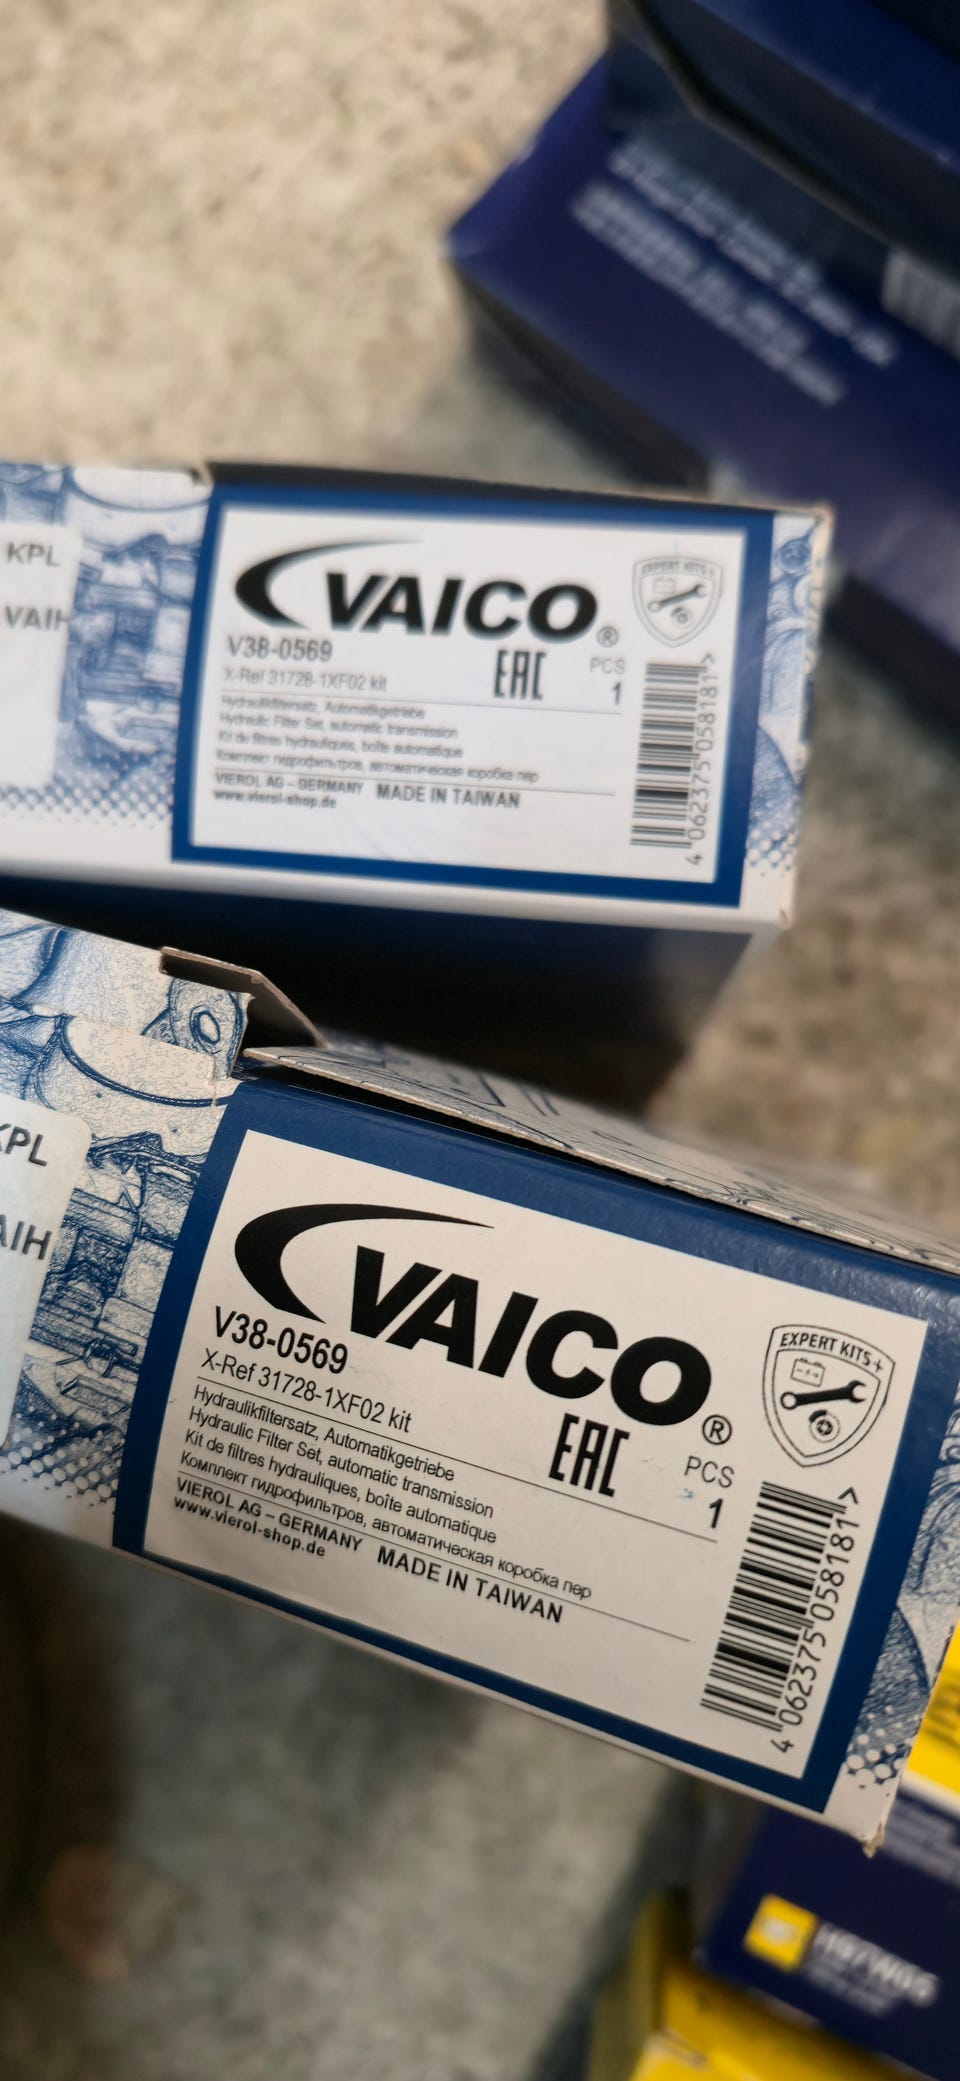 KPL
VAIH
VAICO®
EXPERT KITS+
V38-0569
X-Ref 31728-1XF02 kit
EAC
PCS
1
Hydraulikfiltersatz, Automatikgetriebe
Hydraulic Filter Set, automatic transmission
Kit de filtres hydrauliques, boîte automatique
Комплект гидрофильтров, автоматическая коробка пер
VIEROL AG – GERMANY MADE IN TAIWAN
www.vierol-shop.de
4 062375 058181 >
KPL
AIH
VAICO®
EXPERT KITS+
V38-0569
X-Ref 31728-1XF02 kit
EAC
PCS
1
Hydraulikfiltersatz, Automatikgetriebe
Hydraulic Filter Set, automatic transmission
Kit de filtres hydrauliques, boîte automatique
Комплект гидрофильтров, автоматическая коробка пер
VIEROL AG – GERMANY MADE IN TAIWAN
www.vierol-shop.de
4 062375 058181 >